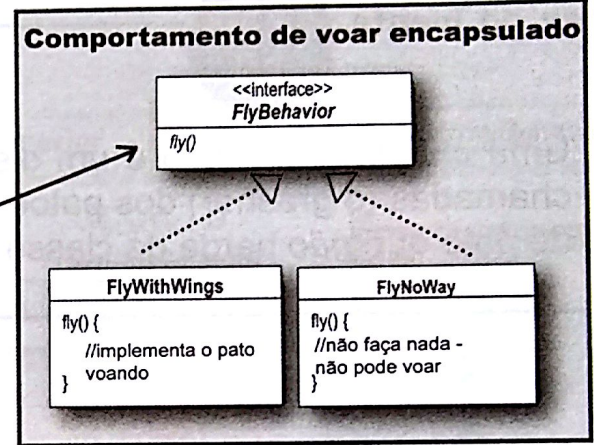 Comportamento de voar encapsulado
<<interface>>
FlyBehavior
fly()
FlyWithWings
fly() {
//implementa o pato
voando
}
FlyNoWay
fly() {
//não faça nada -
não pode voar
}